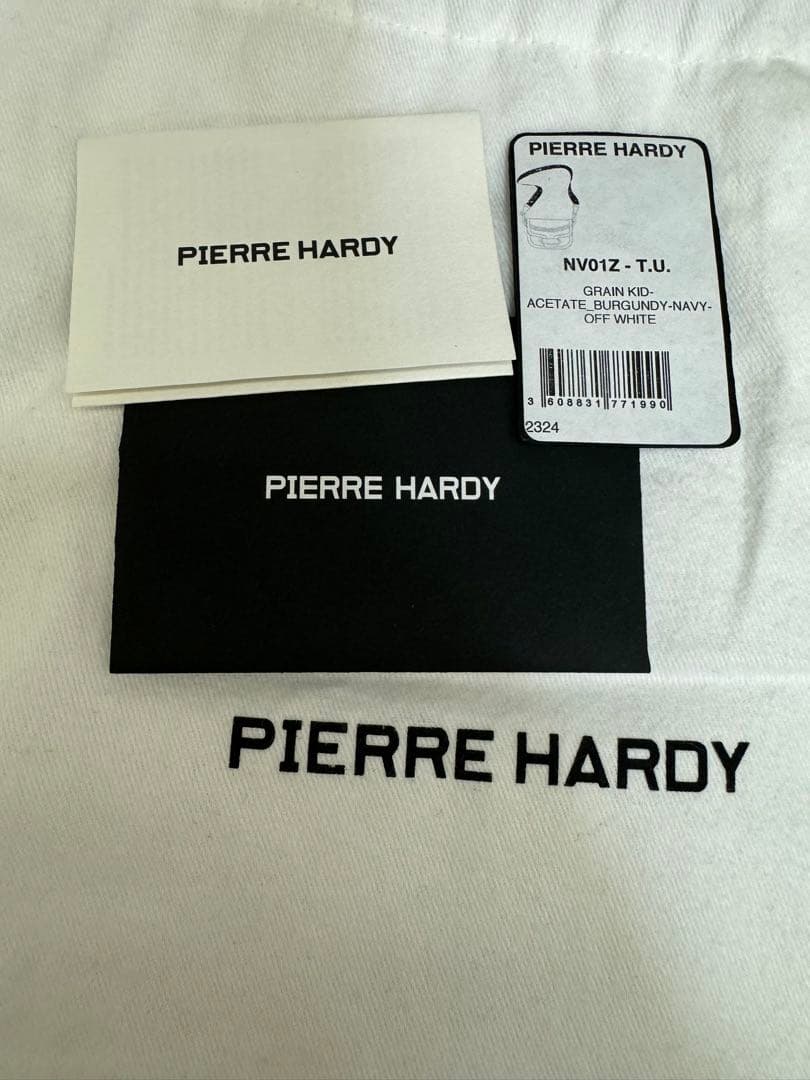 PIERRE HARDY
PIERRE HARDY
NV01Z - T.U.
GRAIN KID-
ACETATE_BURGUNDY-NAVY-
OFF WHITE
3 608831 771990
2324
PIERRE HARDY
PIERRE HARDY